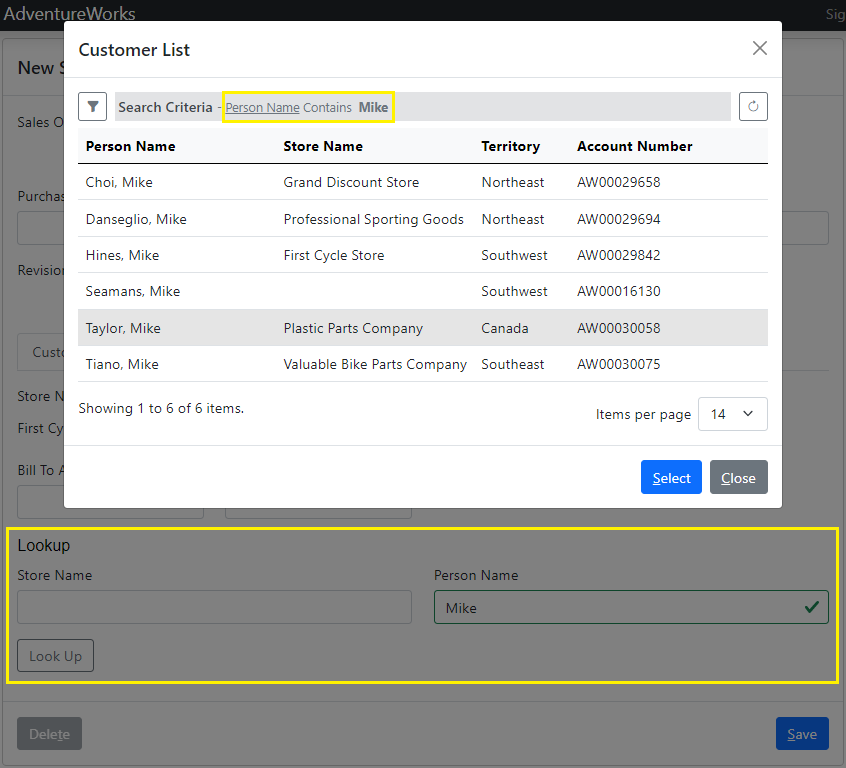 AdventureWorks
Sig
Customer List
New S
Search Criteria - Person Name Contains Mike
Sales O
Person Name Store Name Territory Account Number
Choi, Mike Grand Discount Store Northeast AW00029658
Purchas
Danseglio, Mike Professional Sporting Goods Northeast AW00029694
Hines, Mike First Cycle Store Southwest AW00029842
Revision
Seamans, Mike Southwest AW00016130
Taylor, Mike Plastic Parts Company Canada AW00030058
Custo
Tiano, Mike Valuable Bike Parts Company Southeast AW00030075
Store N
Showing 1 to 6 of 6 items.
Items per page 14
First Cy
Bill To A
Select Close
Lookup
Store Name Person Name
Mike
Look Up
Delete Save